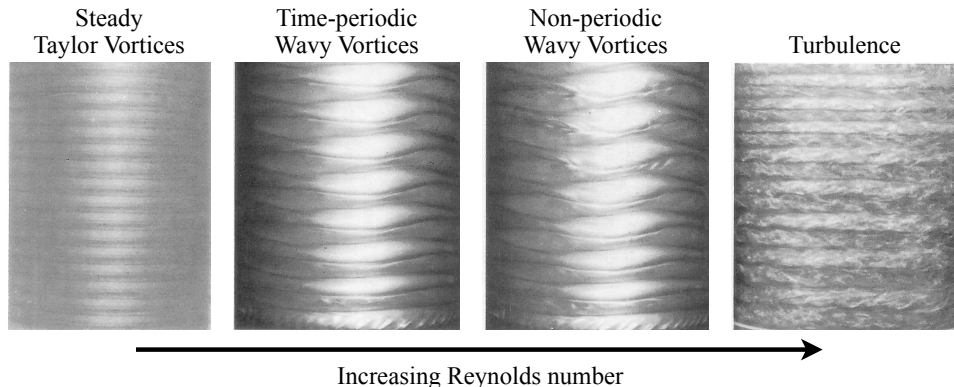 Steady
Taylor Vortices
Time-periodic
Wavy Vortices
Non-periodic
Wavy Vortices
Turbulence
Increasing Reynolds number